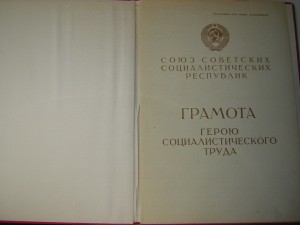 СОЮЗ СОВЕТСКИХ
СОЦИАЛИСТИЧЕСКИХ
РЕСПУБЛИК
ГРАМОТА
ГЕРОЮ
СОЦИАЛИСТИЧЕСКОГО
ТРУДА